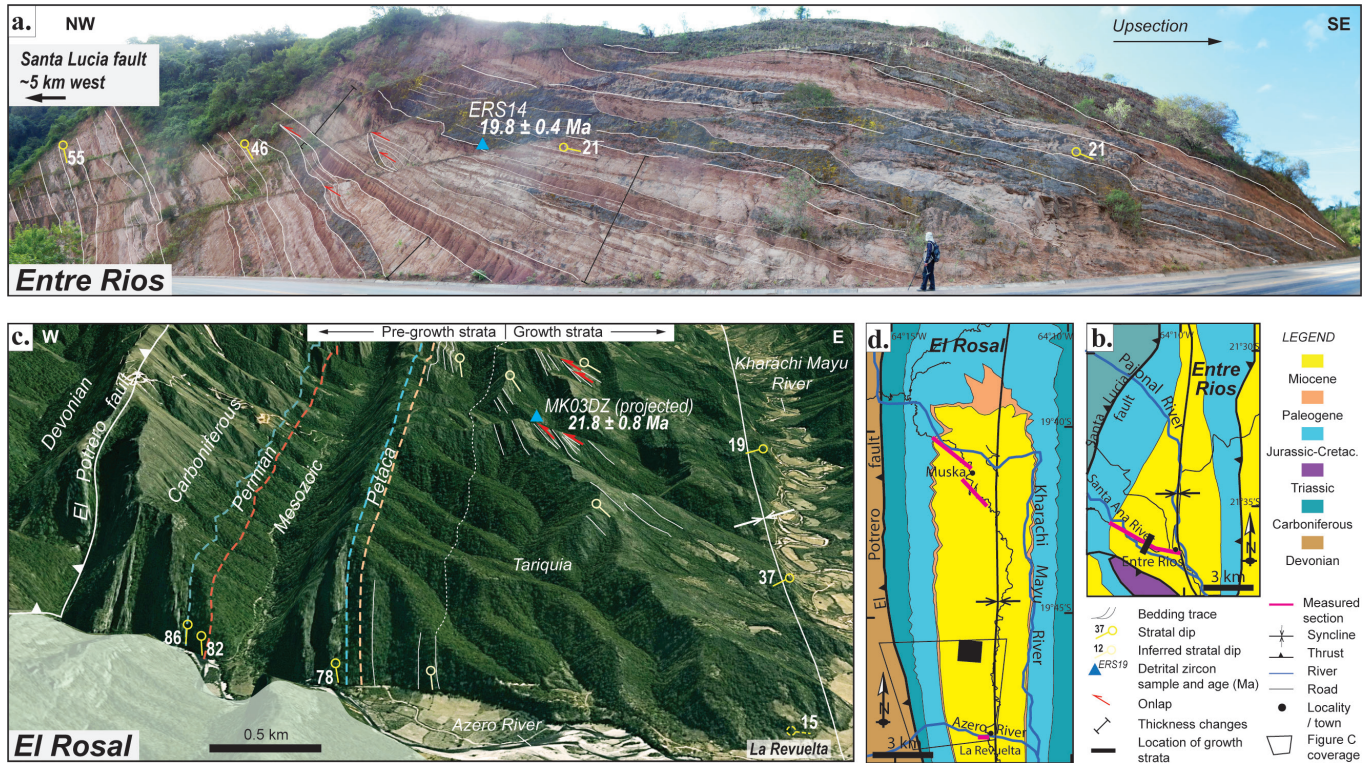 a.
NW
Upsection
SE
Santa Lucia fault
~5 km west
ERS14
19.8 ± 0.4 Ma
55
46
21
21
Entre Rios
c.
W
Pre-growth strata
Growth strata
E
Kharächi Mayu
River
Devonian
El Potrero fault
Carboniferous
Permian
Mesozoic
Petaca
MK03DZ (projected)
21.8 ± 0.8 Ma
19
Tariquia
37
86
82
78
15
Azero River
La Revuelta
0.5 km
El Rosal
d.
64°15'W
64°10'W
El Rosal
19°40'S
Muska
fault
Potrero
El
Kharachi Mayu River
19°45'S
N
Azero River
La Revuelta
3 km
b.
64°10'W
21°30'S
Entre
Rios
Pajonal River
Santa Lucia
fault
21°35'S
Santa Ana River
Entre Rios
N
3 km
LEGEND
Miocene
Paleogene
Jurassic-Cretac.
Triassic
Carboniferous
Devonian
Bedding trace
37
Stratal dip
12
Inferred stratal dip
ERS19
Detrital zircon
sample and age (Ma)
Onlap
Thickness changes
Location of growth
strata
Measured
section
Syncline
Thrust
River
Road
Locality
/ town
Figure C
coverage